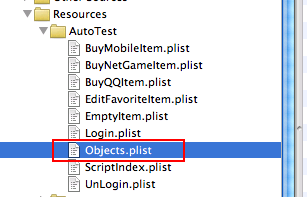 Resources
AutoTest
BuyMobileItem.plist
BuyNetGameItem.plist
BuyQQItem.plist
EditFavoriteItem.plist
EmptyItem.plist
Login.plist
Objects.plist
ScriptIndex.plist
UnLogin.plist